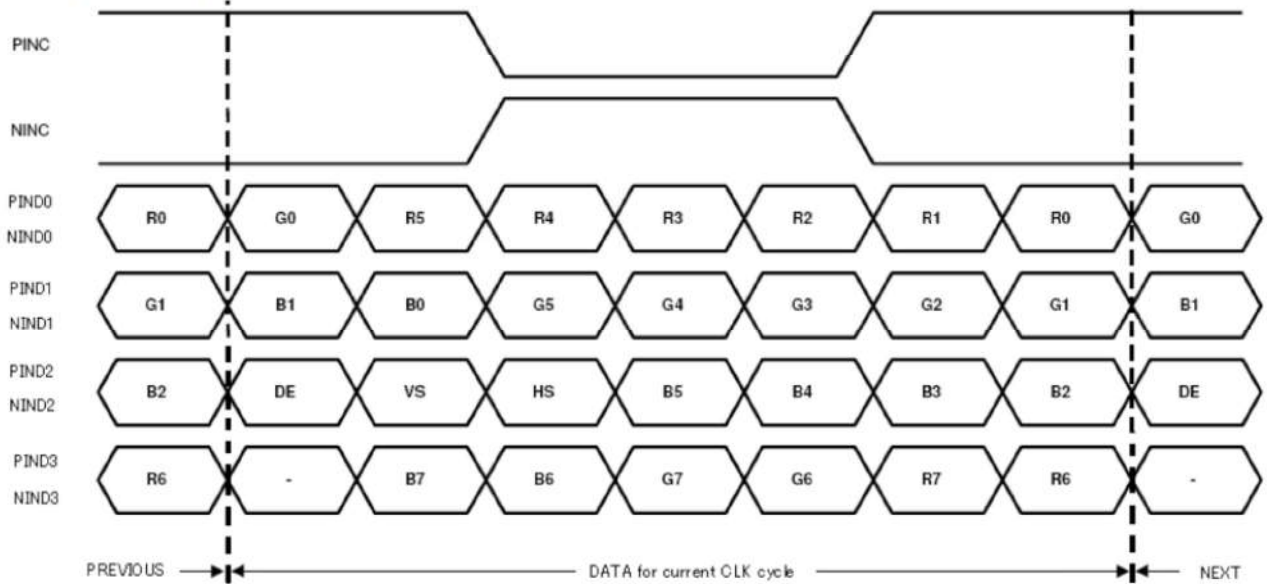 PINC
NINC
PIND0
R0 G0 R5 R4 R3 R2 R1 R0 G0
NIND0
PIND1
G1 B1 B0 G5 G4 G3 G2 G1 B1
NIND1
PIND2
B2 DE VS HS B5 B4 B3 B2 DE
NIND2
PIND3
R6 - B7 B6 G7 G6 R7 R6 -
NIND3
PREVIOUS DATA for current CLK cycle NEXT